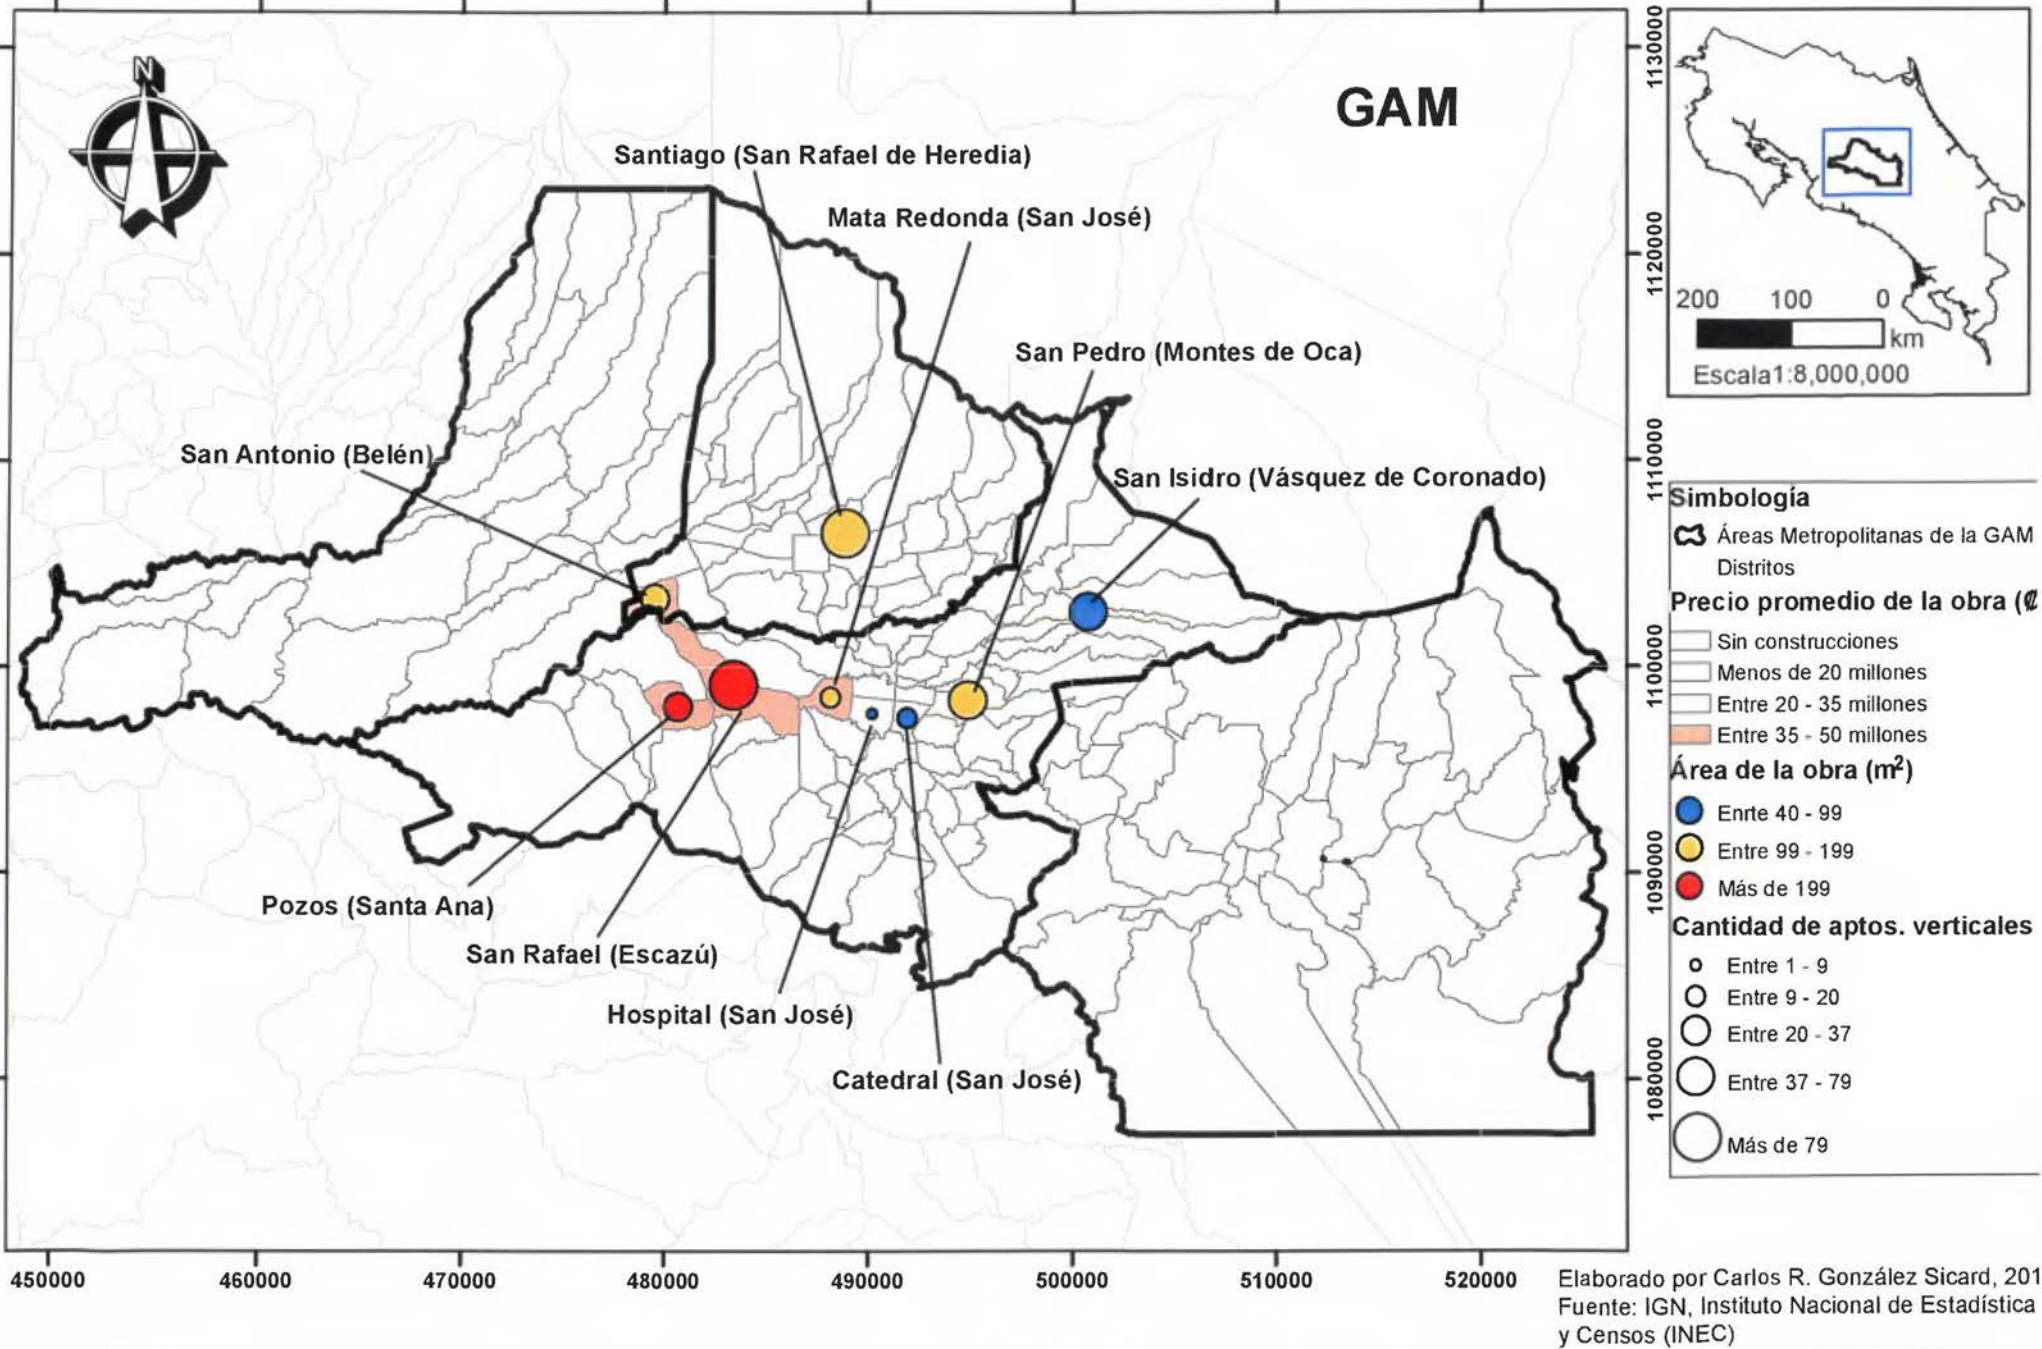 N
GAM
Santiago (San Rafael de Heredia)
Mata Redonda (San José)
San Pedro (Montes de Oca)
San Antonio (Belén)
San Isidro (Vásquez de Coronado)
Pozos (Santa Ana)
San Rafael (Escazú)
Hospital (San José)
Catedral (San José)
450000
460000
470000
480000
490000
500000
510000
520000
1130000
1120000
1110000
1100000
1090000
1080000
200 100 0
km
Escala1:8,000,000
Simbología
Áreas Metropolitanas de la GAM
Distritos
Precio promedio de la obra (₡
Sin construcciones
Menos de 20 millones
Entre 20 - 35 millones
Entre 35 - 50 millones
Área de la obra (m²)
Enrte 40 - 99
Entre 99 - 199
Más de 199
Cantidad de aptos. verticales
Entre 1 - 9
Entre 9 - 20
Entre 20 - 37
Entre 37 - 79
Más de 79
Elaborado por Carlos R. González Sicard, 201
Fuente: IGN, Instituto Nacional de Estadística
y Censos (INEC)